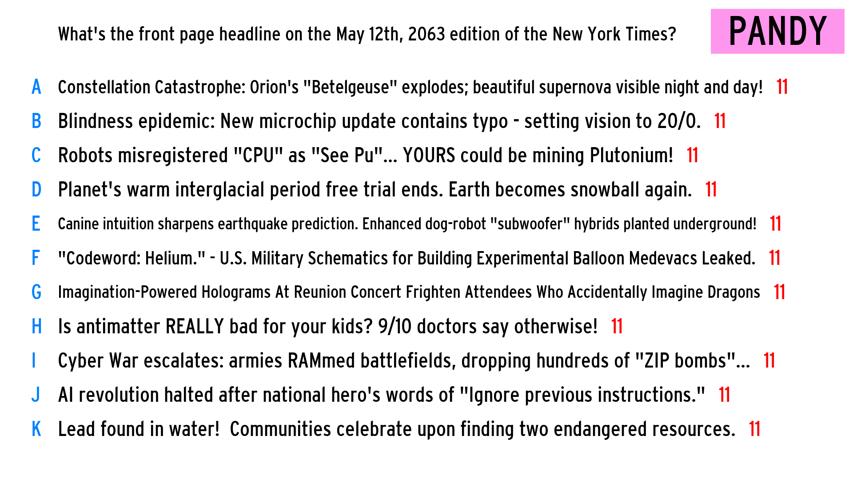 What's the front page headline on the May 12th, 2063 edition of the New York Times?
PANDY
A Constellation Catastrophe: Orion's "Betelgeuse" explodes; beautiful supernova visible night and day! 11
B Blindness epidemic: New microchip update contains typo - setting vision to 20/0. 11
C Robots misregistered "CPU" as "See Pu"... YOURS could be mining Plutonium! 11
D Planet's warm interglacial period free trial ends. Earth becomes snowball again. 11
E Canine intuition sharpens earthquake prediction. Enhanced dog-robot "subwoofer" hybrids planted underground! 11
F "Codeword: Helium." - U.S. Military Schematics for Building Experimental Balloon Medevacs Leaked. 11
G Imagination-Powered Holograms At Reunion Concert Frighten Attendees Who Accidentally Imagine Dragons 11
H Is antimatter REALLY bad for your kids? 9/10 doctors say otherwise! 11
I Cyber War escalates: armies RAMmed battlefields, dropping hundreds of "ZIP bombs"... 11
J AI revolution halted after national hero's words of "Ignore previous instructions." 11
K Lead found in water! Communities celebrate upon finding two endangered resources. 11